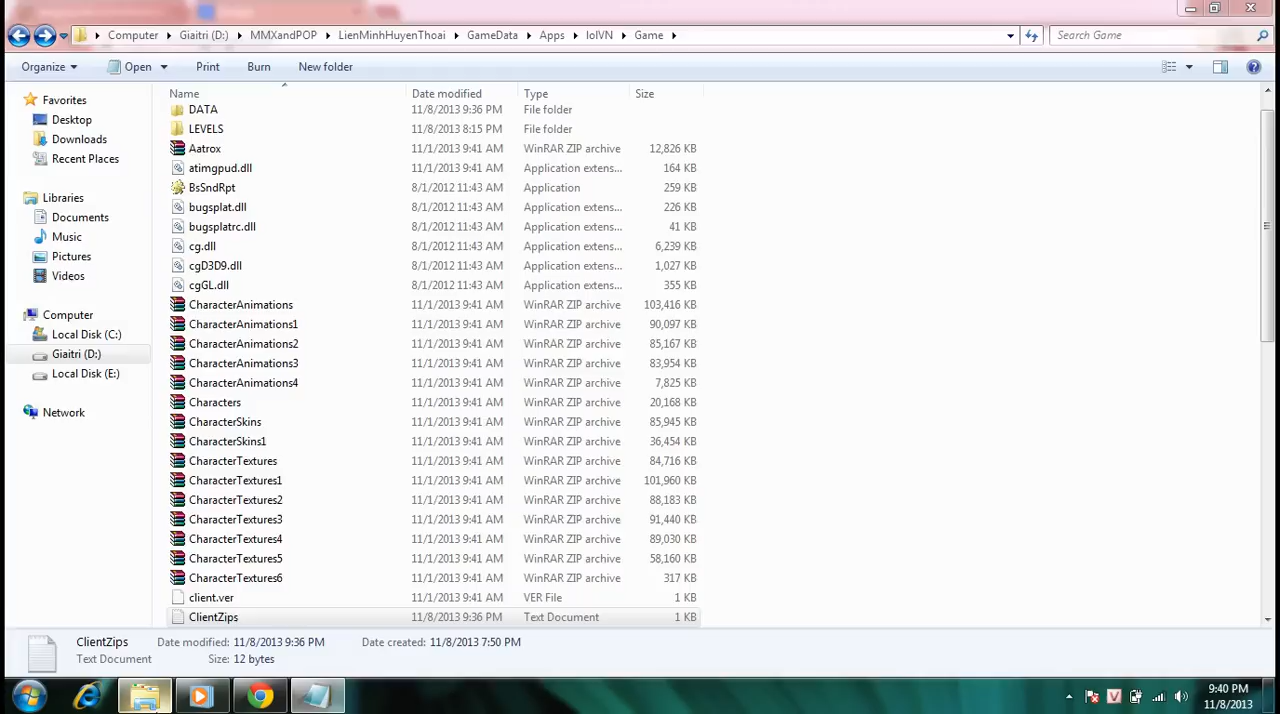 Computer Giaitri (D:) MMXandPOP LienMinhHuyenThoai GameData Apps lolVN Game Search Game
Organize Open Print Burn New folder
Name Date modified Type Size
Favorites
Desktop
Downloads
Recent Places
Libraries
Documents
Music
Pictures
Videos
Computer
Local Disk (C:)
Giaitri (D:)
Local Disk (E:)
Network
DATA 11/8/2013 9:36 PM File folder
LEVELS 11/8/2013 8:15 PM File folder
Aatrox 11/1/2013 9:41 AM WinRAR ZIP archive 12,826 KB
atimgpud.dll 11/1/2013 9:41 AM Application extens... 164 KB
BsSndRpt 8/1/2012 11:43 AM Application 259 KB
bugsplat.dll 8/1/2012 11:43 AM Application extens... 226 KB
bugsplatrc.dll 8/1/2012 11:43 AM Application extens... 41 KB
cg.dll 8/1/2012 11:43 AM Application extens... 6,239 KB
cgD3D9.dll 8/1/2012 11:43 AM Application extens... 1,027 KB
cgGL.dll 8/1/2012 11:43 AM Application extens... 355 KB
CharacterAnimations 11/1/2013 9:41 AM WinRAR ZIP archive 103,416 KB
CharacterAnimations1 11/1/2013 9:41 AM WinRAR ZIP archive 90,097 KB
CharacterAnimations2 11/1/2013 9:41 AM WinRAR ZIP archive 85,167 KB
CharacterAnimations3 11/1/2013 9:41 AM WinRAR ZIP archive 83,954 KB
CharacterAnimations4 11/1/2013 9:41 AM WinRAR ZIP archive 7,825 KB
Characters 11/1/2013 9:41 AM WinRAR ZIP archive 20,168 KB
CharacterSkins 11/1/2013 9:41 AM WinRAR ZIP archive 85,945 KB
CharacterSkins1 11/1/2013 9:41 AM WinRAR ZIP archive 36,454 KB
CharacterTextures 11/1/2013 9:41 AM WinRAR ZIP archive 84,716 KB
CharacterTextures1 11/1/2013 9:41 AM WinRAR ZIP archive 101,960 KB
CharacterTextures2 11/1/2013 9:41 AM WinRAR ZIP archive 88,183 KB
CharacterTextures3 11/1/2013 9:41 AM WinRAR ZIP archive 91,440 KB
CharacterTextures4 11/1/2013 9:41 AM WinRAR ZIP archive 89,030 KB
CharacterTextures5 11/1/2013 9:41 AM WinRAR ZIP archive 58,160 KB
CharacterTextures6 11/1/2013 9:41 AM WinRAR ZIP archive 317 KB
client.ver 11/1/2013 9:41 AM VER File 1 KB
ClientZips 11/8/2013 9:36 PM Text Document 1 KB
ClientZips Date modified: 11/8/2013 9:36 PM Date created: 11/8/2013 7:50 PM
Text Document Size: 12 bytes
9:40 PM
11/8/2013